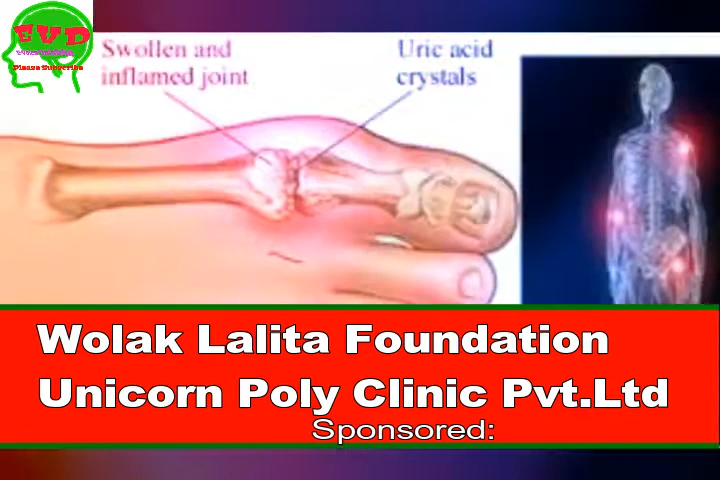 EVD
Please Subscribe
Swollen and
inflamed joint
Uric acid
crystals
Wolak Lalita Foundation
Unicorn Poly Clinic Pvt.Ltd
Sponsored: